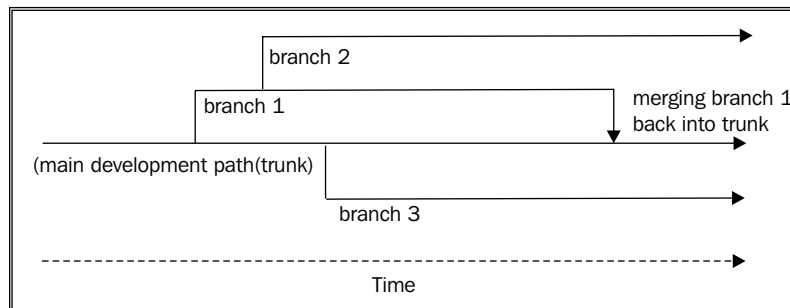 branch 2
branch 1
merging branch 1
back into trunk
(main development path(trunk)
branch 3
Time